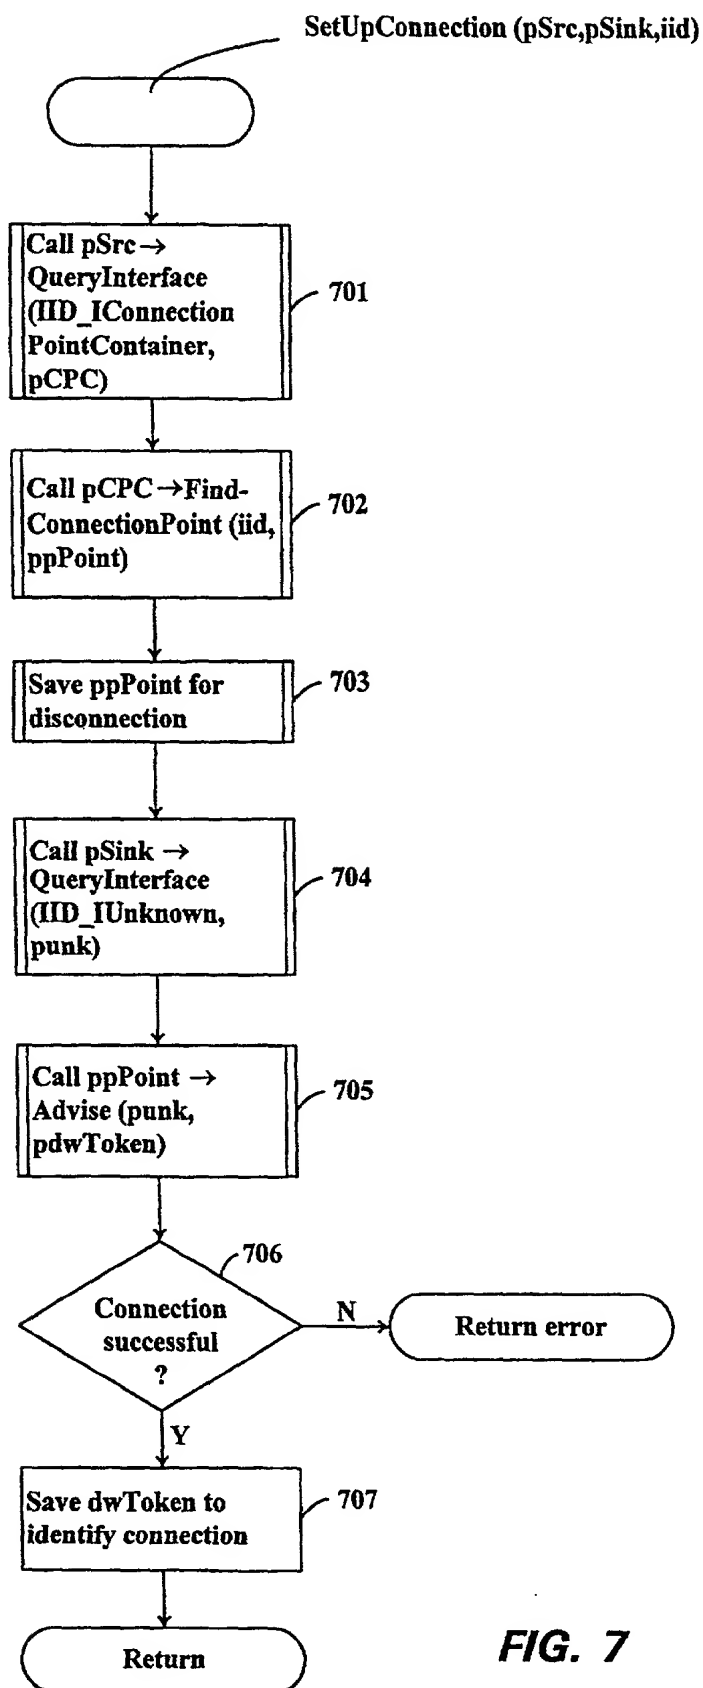 SetUpConnection (pSrc,pSink,iid)
Call pSrc→
QueryInterface
(IID_IConnection
PointContainer,
pCPC)
701
Call pCPC→Find-
ConnectionPoint (iid,
ppPoint)
702
Save ppPoint for
disconnection
703
Call pSink →
QueryInterface
(IID_IUnknown,
punk)
704
Call ppPoint →
Advise (punk,
pdwToken)
705
706
Connection
successful
?
N
Return error
Y
Save dwToken to
identify connection
707
Return
FIG. 7